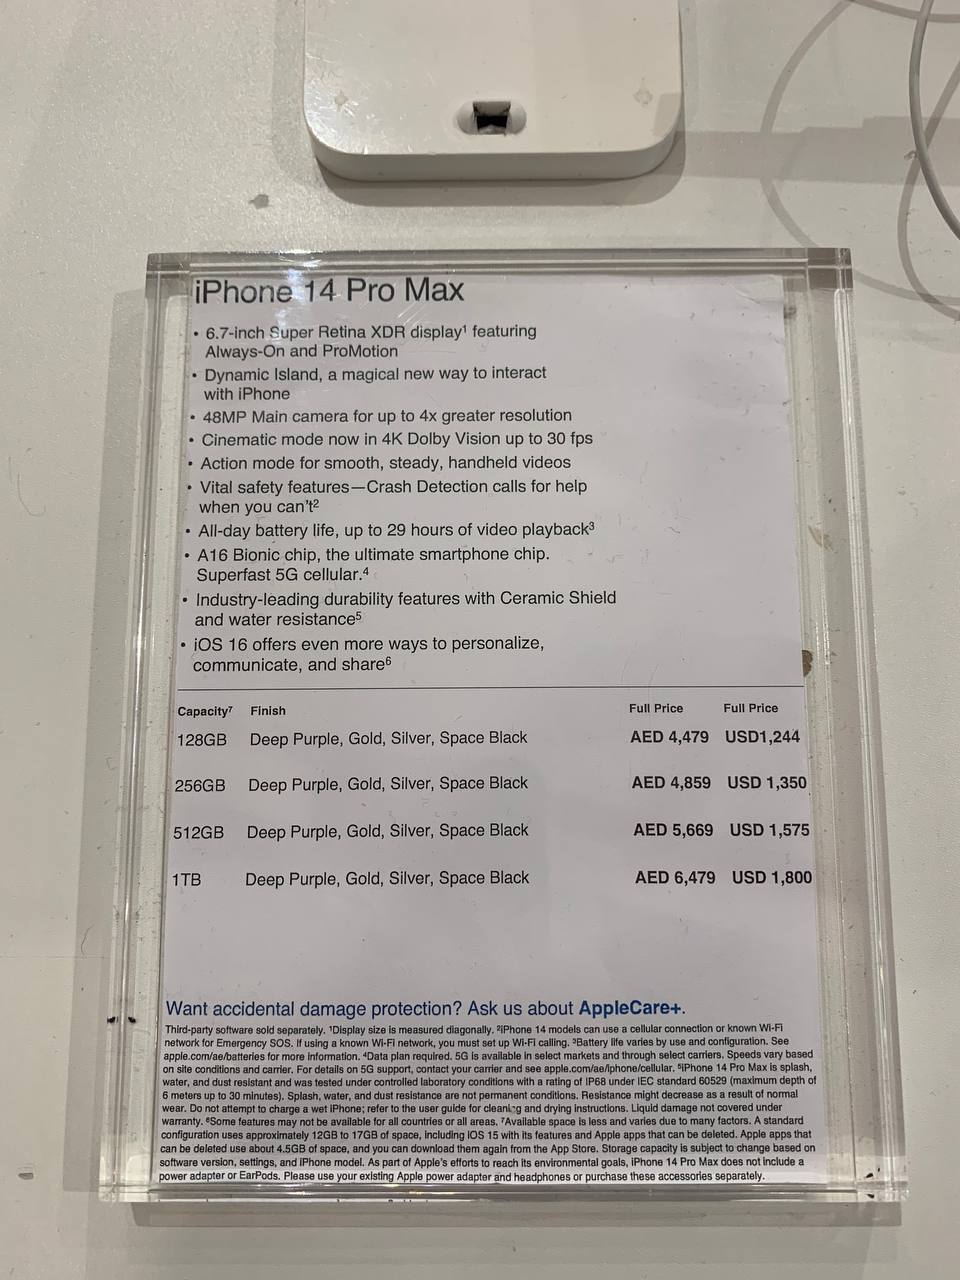 iPhone 14 Pro Max
• 6.7-inch Super Retina XDR display¹ featuring
Always-On and ProMotion
• Dynamic Island, a magical new way to interact
with iPhone
• 48MP Main camera for up to 4x greater resolution
• Cinematic mode now in 4K Dolby Vision up to 30 fps
• Action mode for smooth, steady, handheld videos
• Vital safety features—Crash Detection calls for help
when you can't²
• All-day battery life, up to 29 hours of video playback³
• A16 Bionic chip, the ultimate smartphone chip.
Superfast 5G cellular.⁴
• Industry-leading durability features with Ceramic Shield
and water resistance⁵
• iOS 16 offers even more ways to personalize,
communicate, and share⁶
Capacity⁷ Finish Full Price Full Price
128GB Deep Purple, Gold, Silver, Space Black AED 4,479 USD1,244
256GB Deep Purple, Gold, Silver, Space Black AED 4,859 USD 1,350
512GB Deep Purple, Gold, Silver, Space Black AED 5,669 USD 1,575
1TB Deep Purple, Gold, Silver, Space Black AED 6,479 USD 1,800
Want accidental damage protection? Ask us about AppleCare+.
Third-party software sold separately. ¹Display size is measured diagonally. ²iPhone 14 models can use a cellular connection or known Wi-Fi
network for Emergency SOS. If using a known Wi-Fi network, you must set up Wi-Fi calling. ³Battery life varies by use and configuration. See
apple.com/ae/batteries for more information. ⁴Data plan required. 5G is available in select markets and through select carriers. Speeds vary based
on site conditions and carrier. For details on 5G support, contact your carrier and see apple.com/ae/iphone/cellular. ⁵iPhone 14 Pro Max is splash,
water, and dust resistant and was tested under controlled laboratory conditions with a rating of IP68 under IEC standard 60529 (maximum depth of
6 meters up to 30 minutes). Splash, water, and dust resistance are not permanent conditions. Resistance might decrease as a result of normal
wear. Do not attempt to charge a wet iPhone; refer to the user guide for cleaning and drying instructions. Liquid damage not covered under
warranty. ⁶Some features may not be available for all countries or all areas. ⁷Available space is less and varies due to many factors. A standard
configuration uses approximately 12GB to 17GB of space, including iOS 15 with its features and Apple apps that can be deleted. Apple apps that
can be deleted use about 4.5GB of space, and you can download them again from the App Store. Storage capacity is subject to change based on
software version, settings, and iPhone model. As part of Apple's efforts to reach its environmental goals, iPhone 14 Pro Max does not include a
power adapter or EarPods. Please use your existing Apple power adapter and headphones or purchase these accessories separately.